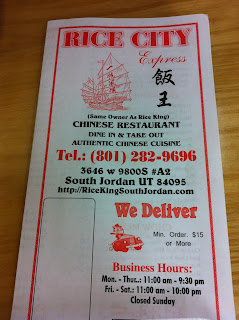 RICE CITY
Express
飯
王
(Same Owner As Rice King)
CHINESE RESTAURANT
DINE IN & TAKE OUT
AUTHENTIC CHINESE CUISINE
Tel.: (801) 282-9696
3646 w 9800S #A2
South Jordan UT 84095
http://RiceKingSouthJordan.com
We Deliver
Min. Order. $15
or More
Business Hours:
Mon. - Thur.: 11:00 am - 9:30 pm
Fri. - Sat.: 11:00 am - 10:00 pm
Closed Sunday